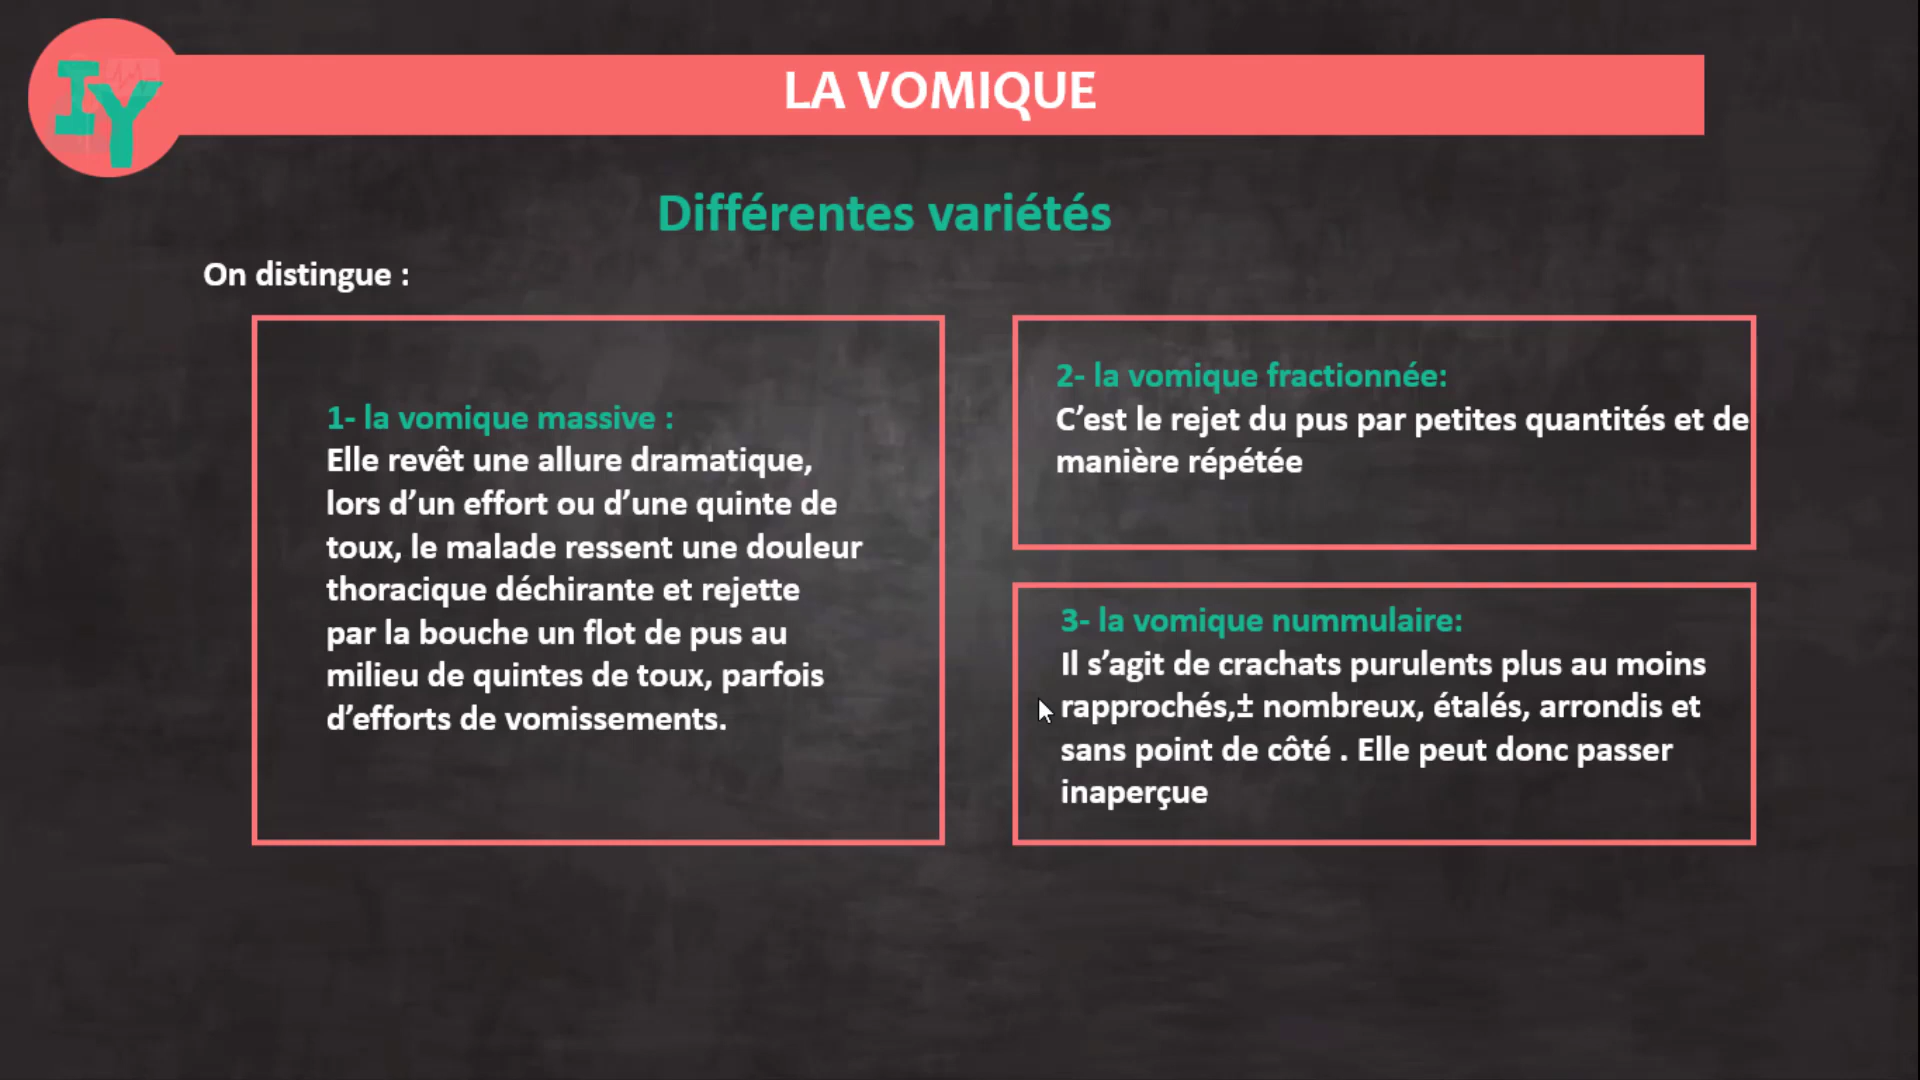 IY
LA VOMIQUE
Différentes variétés
On distingue :
1- la vomique massive :
Elle revêt une allure dramatique,
lors d’un effort ou d’une quinte de
toux, le malade ressent une douleur
thoracique déchirante et rejette
par la bouche un flot de pus au
milieu de quintes de toux, parfois
d’efforts de vomissements.
2- la vomique fractionnée:
C’est le rejet du pus par petites quantités et de
manière répétée
3- la vomique nummulaire:
Il s’agit de crachats purulents plus au moins
rapprochés,± nombreux, étalés, arrondis et
sans point de côté . Elle peut donc passer
inaperçue